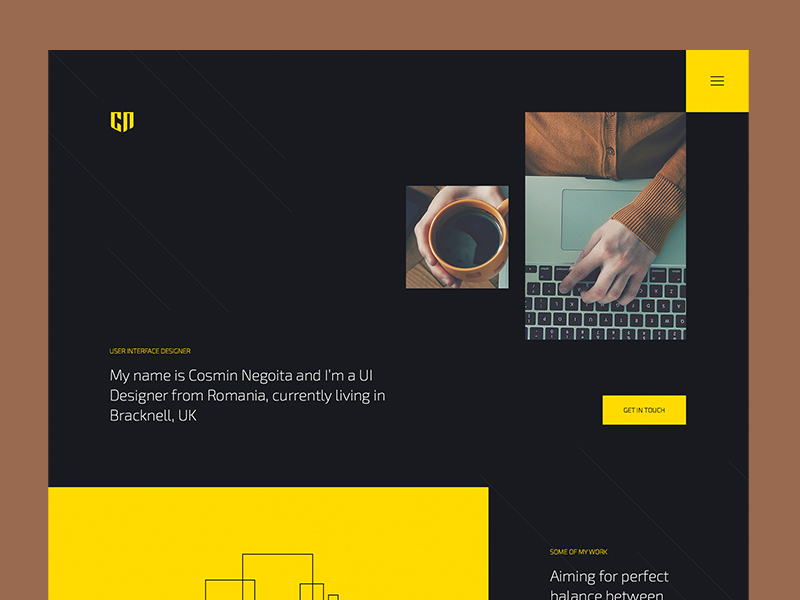 CN
USER INTERFACE DESIGNER
My name is Cosmin Negoita and I'm a UI
Designer from Romania, currently living in
Bracknell, UK
GET IN TOUCH
SOME OF MY WORK
Aiming for perfect
balance between